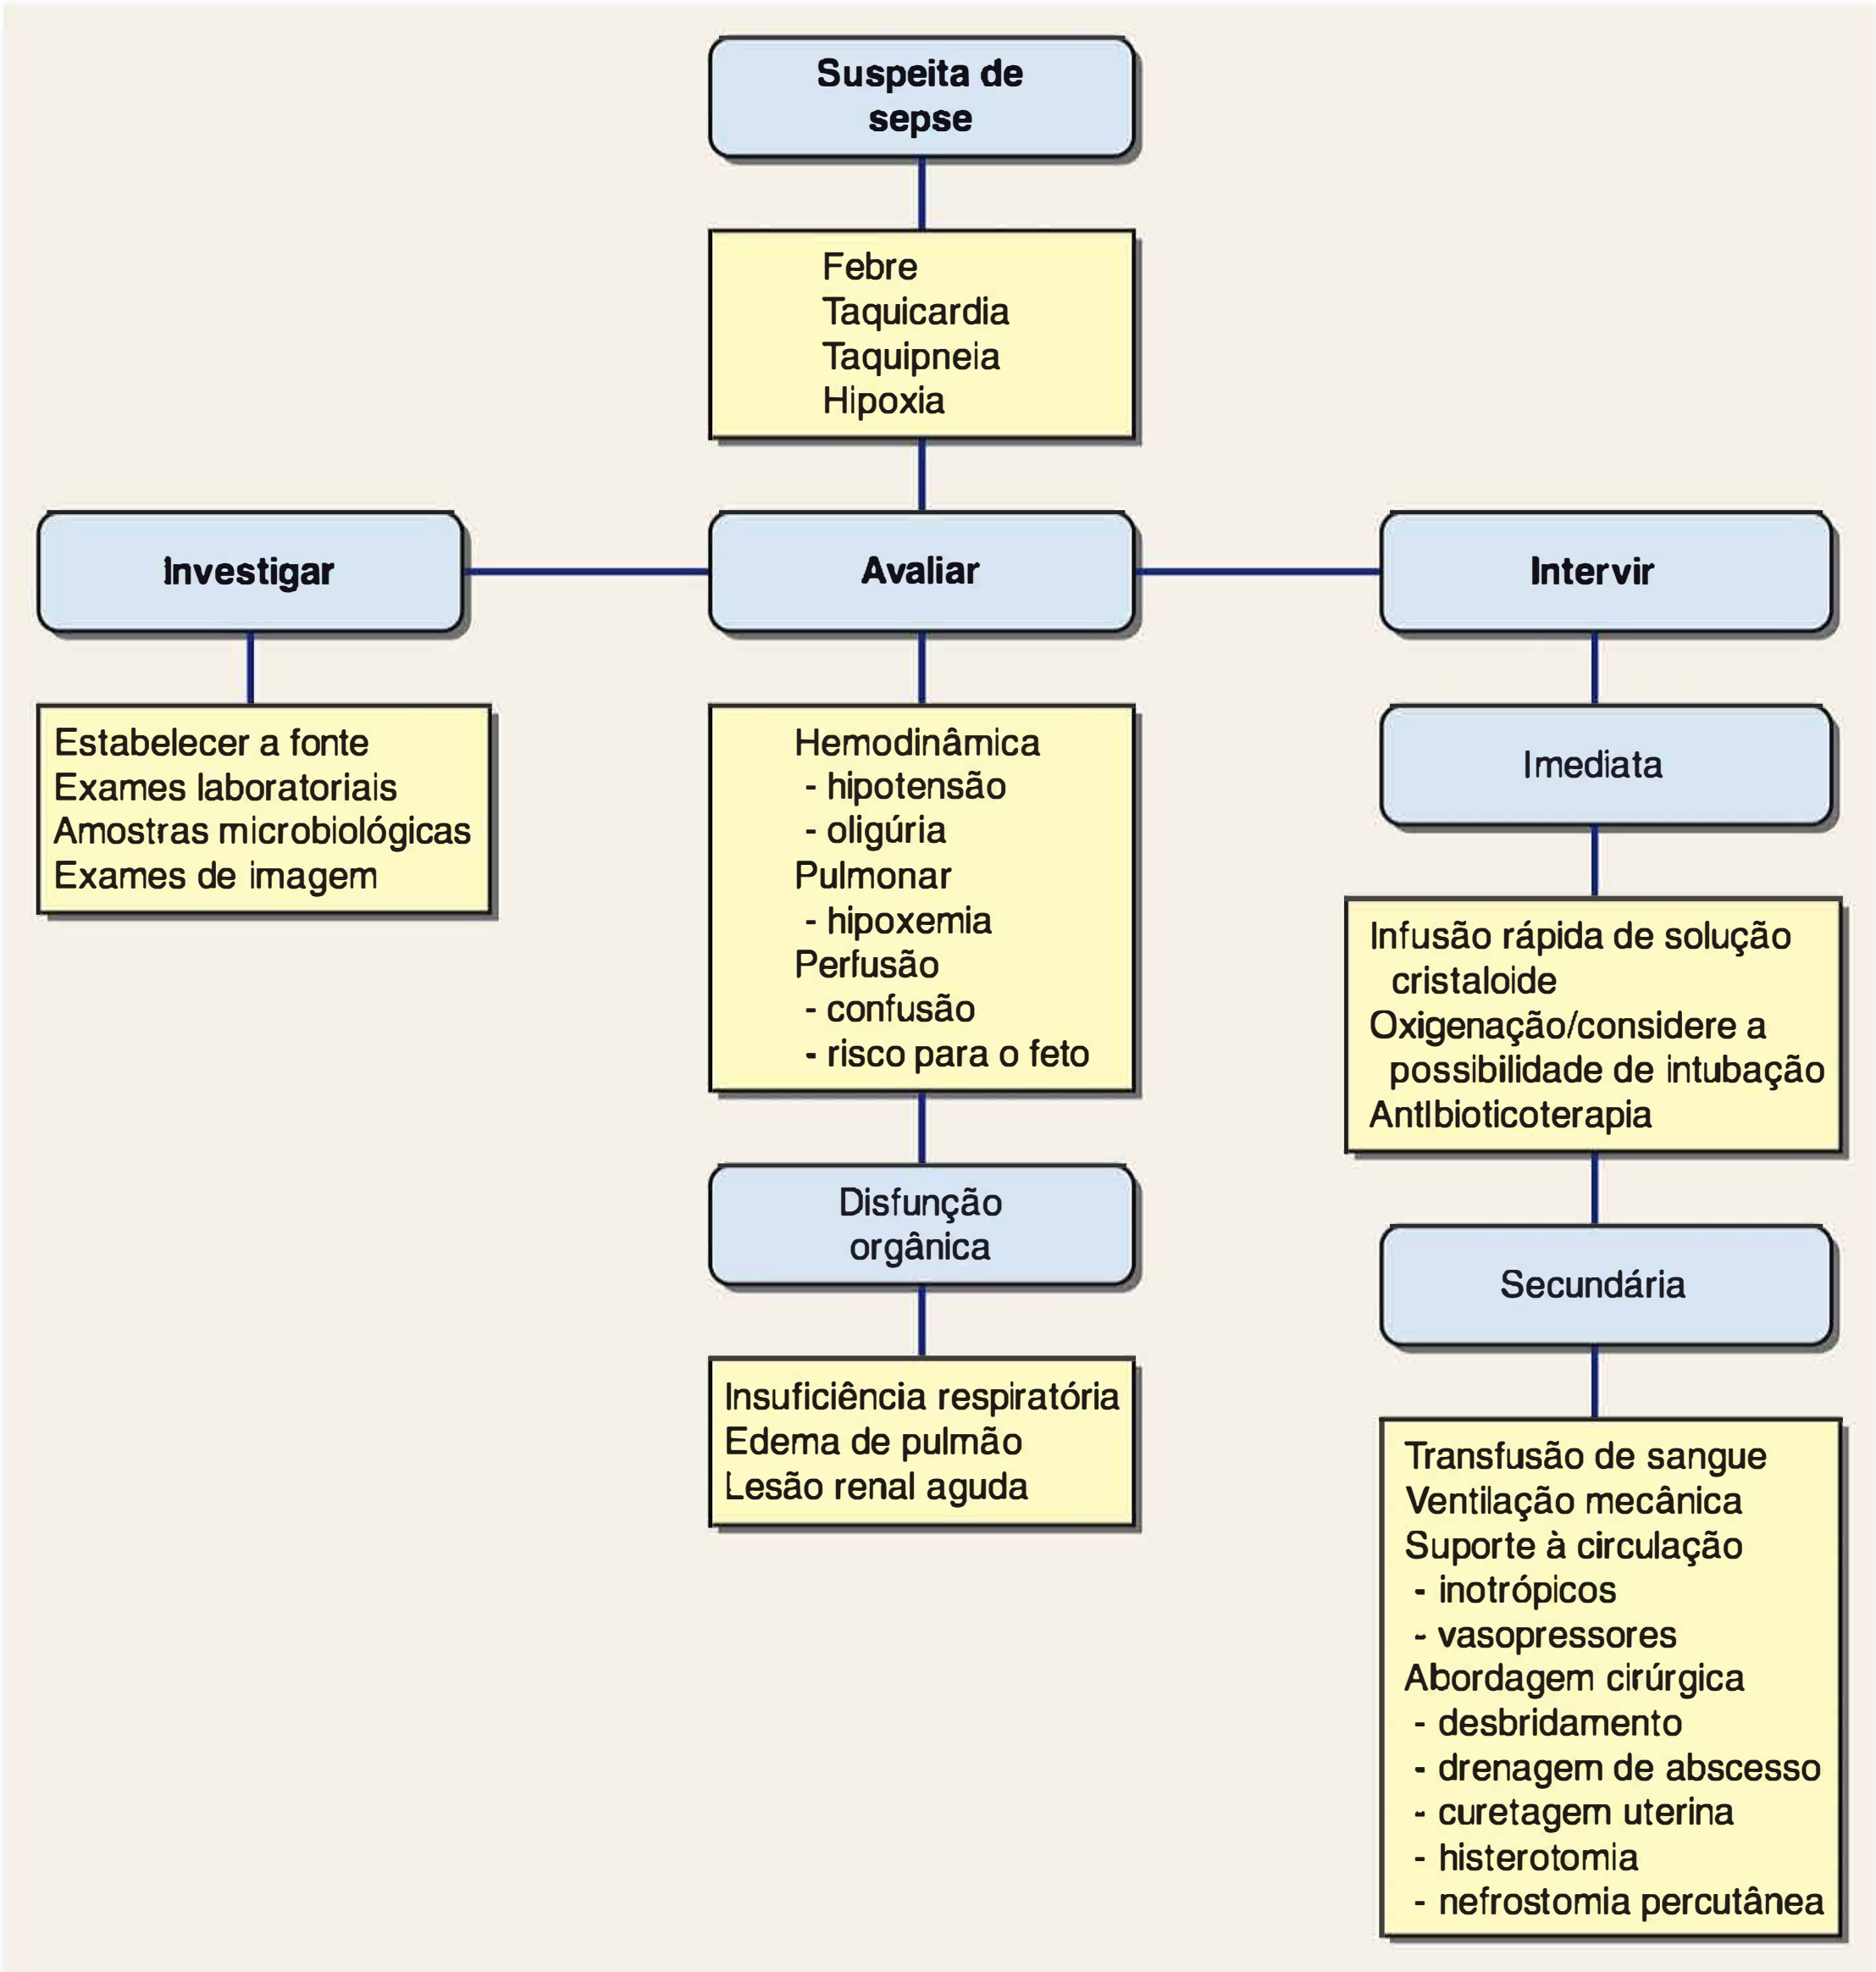 Suspeita de
sepse
Febre
Taquicardia
Taquipneia
Hipoxia
Investigar
Avaliar
Intervir
Estabelecer a fonte
Exames laboratoriais
Amostras microbiológicas
Exames de imagem
Hemodinâmica
- hipotensão
- oligúria
Pulmonar
- hipoxemia
Perfusão
- confusão
- risco para o feto
Disfunção
orgânica
Insuficiência respiratória
Edema de pulmão
Lesão renal aguda
Imediata
Infusão rápida de solução
cristaloide
Oxigenação/considere a
possibilidade de intubação
AntIbioticoterapia
Secundária
Transfusão de sangue
Ventilação mecânica
Suporte à circulação
- inotrópicos
- vasopressores
Abordagem cirúrgica
- desbridamento
- drenagem de abscesso
- curetagem uterina
- histerotomia
- nefrostomia percutânea